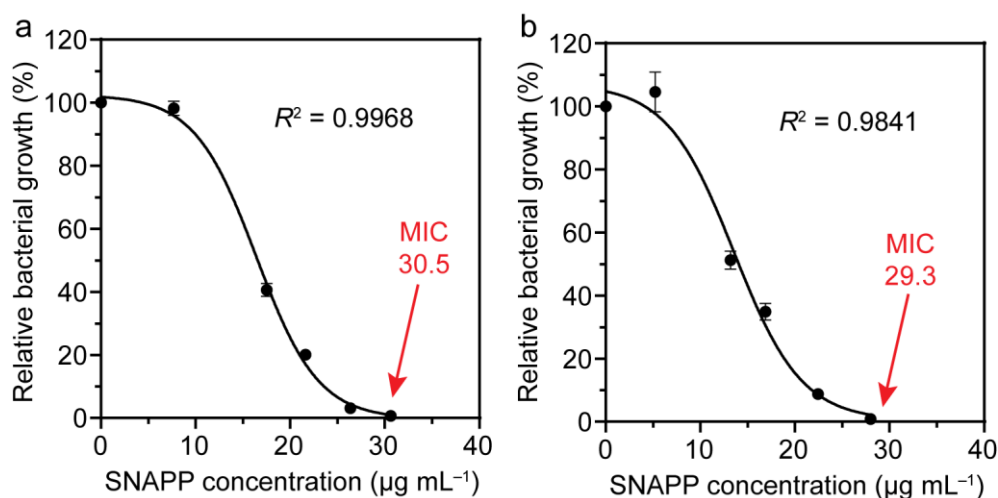 a
Relative bacterial growth (%)
120
100
80
60
40
20
0
R² = 0.9968
MIC
30.5
0 10 20 30 40
SNAPP concentration (µg mL⁻¹)
b
Relative bacterial growth (%)
120
100
80
60
40
20
0
R² = 0.9841
MIC
29.3
0 10 20 30 40
SNAPP concentration (µg mL⁻¹)